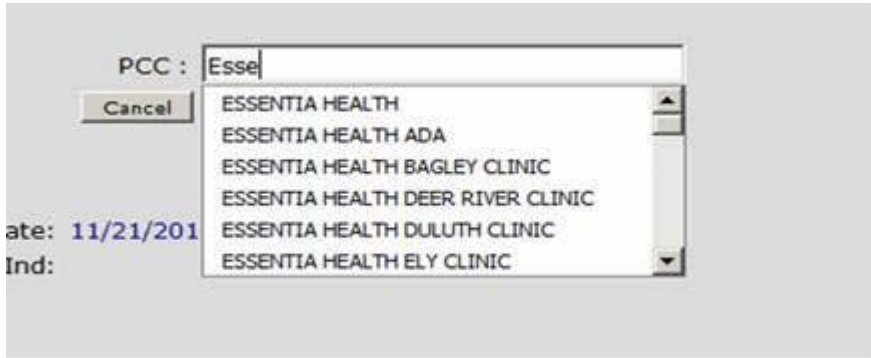 PCC : Esse
Cancel
ESSENTIA HEALTH
ESSENTIA HEALTH ADA
ESSENTIA HEALTH BAGLEY CLINIC
ESSENTIA HEALTH DEER RIVER CLINIC
ate: 11/21/201
ESSENTIA HEALTH DULUTH CLINIC
Ind:
ESSENTIA HEALTH ELY CLINIC